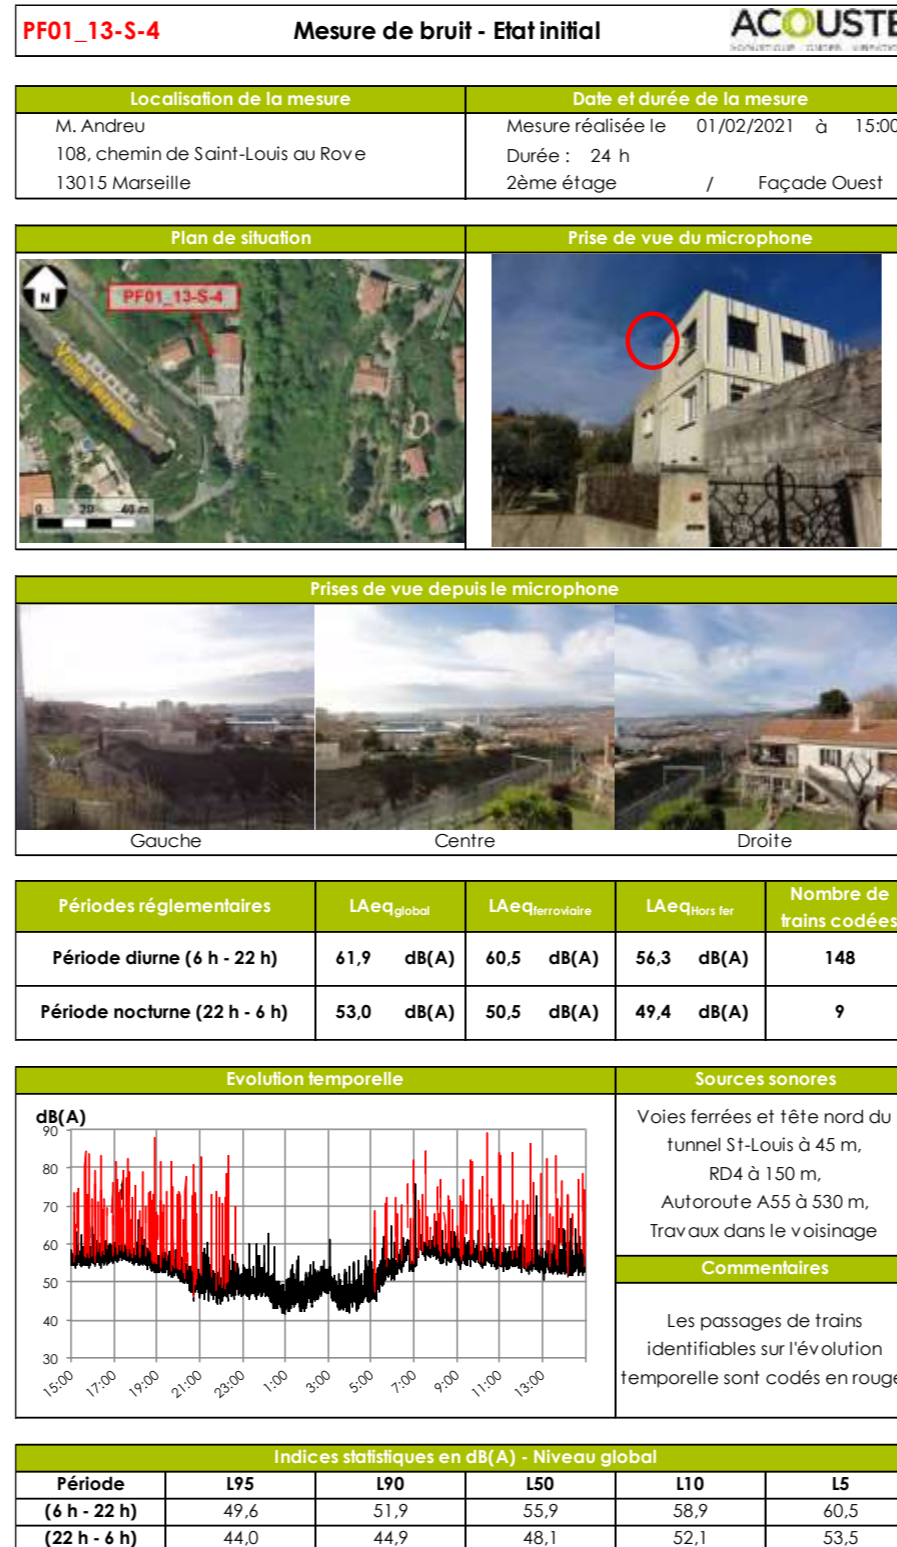 PF01_13-S-4 Mesure de bruit - Etat initial ACOUSTB
Localisation de la mesure Date et durée de la mesure
M. Andreu Mesure réalisée le 01/02/2021 à 15:00
108, chemin de Saint-Louis au Rove Durée : 24 h
13015 Marseille 2ème étage / Façade Ouest
Plan de situation Prise de vue du microphone
N
PF01_13-S-4
Voies ferrées
0 20 40 m
Prises de vue depuis le microphone
Gauche Centre Droite
Périodes réglementaires LAeq global LAeq ferroviaire LAeq Hors fer Nombre de trains codées
Période diurne (6 h - 22 h) 61,9 dB(A) 60,5 dB(A) 56,3 dB(A) 148
Période nocturne (22 h - 6 h) 53,0 dB(A) 50,5 dB(A) 49,4 dB(A) 9
Evolution temporelle Sources sonores
dB(A)
90
80
70
60
50
40
30
15:00 17:00 19:00 21:00 23:00 1:00 3:00 5:00 7:00 9:00 11:00 13:00
Voies ferrées et tête nord du
tunnel St-Louis à 45 m,
RD4 à 150 m,
Autoroute A55 à 530 m,
Travaux dans le voisinage
Commentaires
Les passages de trains
identifiables sur l'évolution
temporelle sont codés en rouge
Indices statistiques en dB(A) - Niveau global
Période L95 L90 L50 L10 L5
(6 h - 22 h) 49,6 51,9 55,9 58,9 60,5
(22 h - 6 h) 44,0 44,9 48,1 52,1 53,5